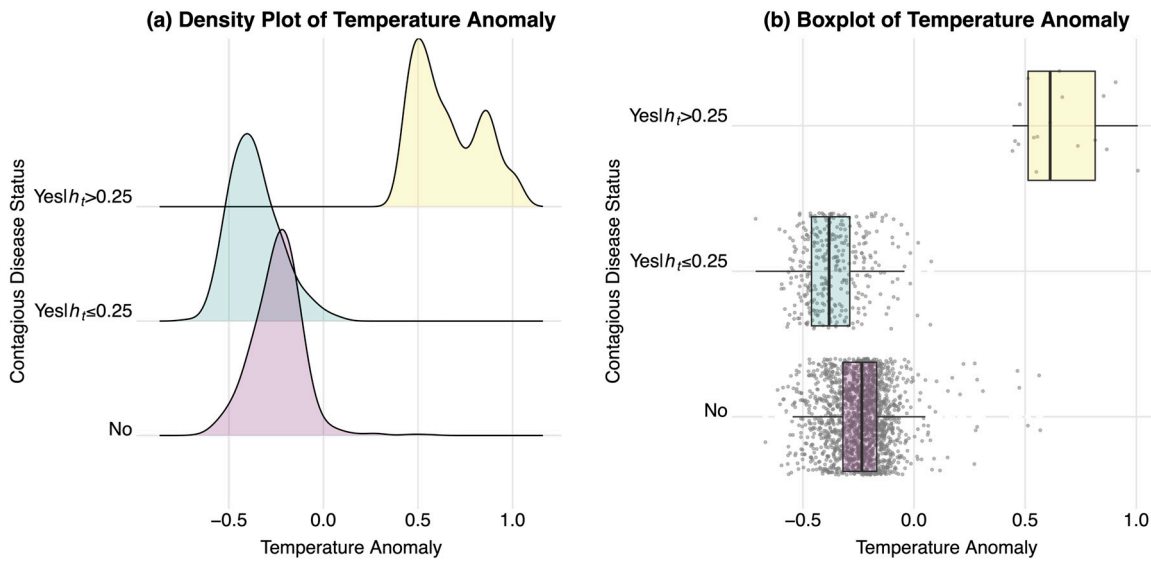 (a) Density Plot of Temperature Anomaly
Contagious Disease Status
Yes|hₜ>0.25
Yes|hₜ≤0.25
No
−0.5 0.0 0.5 1.0
Temperature Anomaly
(b) Boxplot of Temperature Anomaly
Contagious Disease Status
Yes|hₜ>0.25
Yes|hₜ≤0.25
No
−0.5 0.0 0.5 1.0
Temperature Anomaly